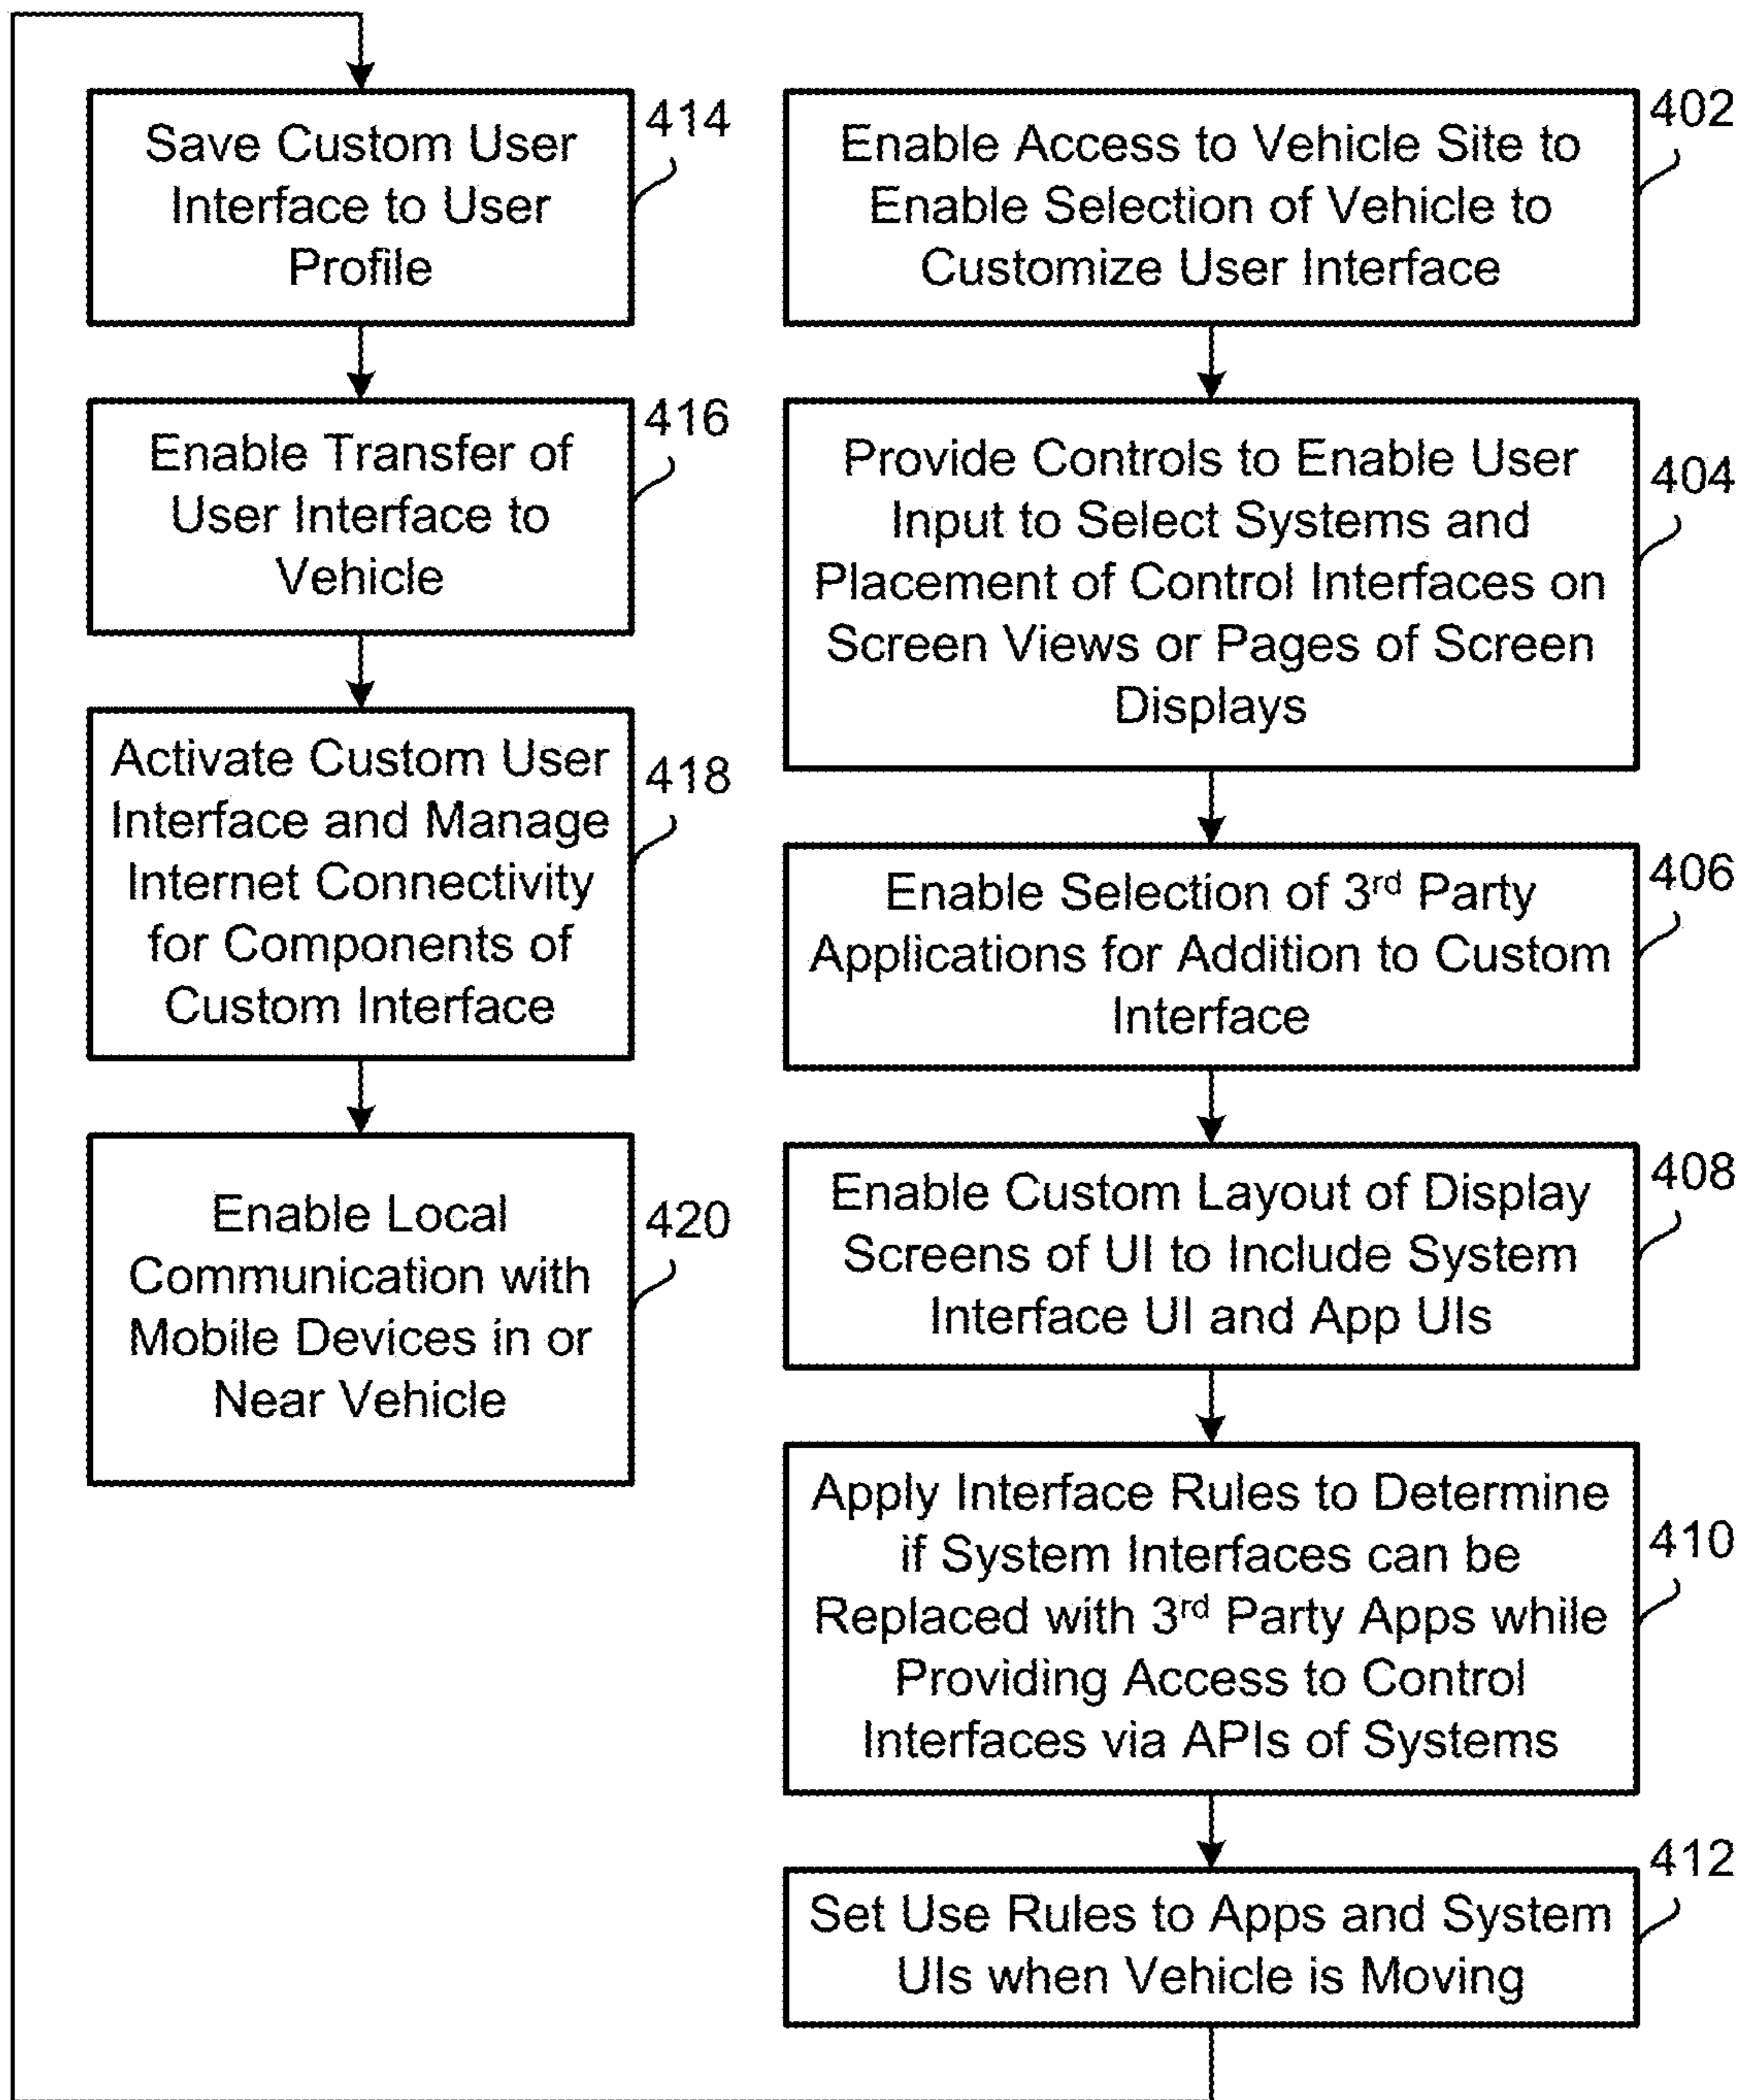 Save Custom User
Interface to User
Profile
414
Enable Transfer of
User Interface to
Vehicle
416
Activate Custom User
Interface and Manage
Internet Connectivity
for Components of
Custom Interface
418
Enable Local
Communication with
Mobile Devices in or
Near Vehicle
420
Enable Access to Vehicle Site to
Enable Selection of Vehicle to
Customize User Interface
402
Provide Controls to Enable User
Input to Select Systems and
Placement of Control Interfaces on
Screen Views or Pages of Screen
Displays
404
Enable Selection of 3rd Party
Applications for Addition to Custom
Interface
406
Enable Custom Layout of Display
Screens of UI to Include System
Interface UI and App UIs
408
Apply Interface Rules to Determine
if System Interfaces can be
Replaced with 3rd Party Apps while
Providing Access to Control
Interfaces via APIs of Systems
410
Set Use Rules to Apps and System
UIs when Vehicle is Moving
412